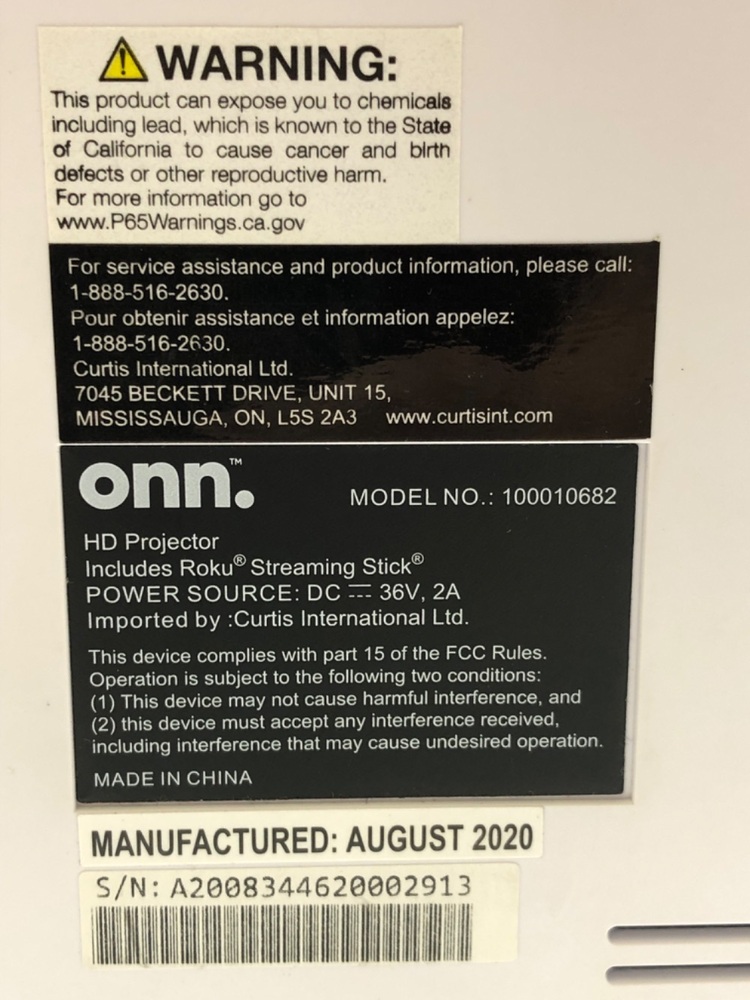 WARNING:
This product can expose you to chemicals
including lead, which is known to the State
of California to cause cancer and birth
defects or other reproductive harm.
For more information go to
www.P65Warnings.ca.gov
For service assistance and product information, please call:
1-888-516-2630.
Pour obtenir assistance et information appelez:
1-888-516-2630.
Curtis International Ltd.
7045 BECKETT DRIVE, UNIT 15,
MISSISSAUGA, ON, L5S 2A3 www.curtisint.com
onn.™
MODEL NO.: 100010682
HD Projector
Includes Roku® Streaming Stick®
POWER SOURCE: DC ⎓ 36V, 2A
Imported by :Curtis International Ltd.
This device complies with part 15 of the FCC Rules.
Operation is subject to the following two conditions:
(1) This device may not cause harmful interference, and
(2) this device must accept any interference received,
including interference that may cause undesired operation.
MADE IN CHINA
MANUFACTURED: AUGUST 2020
S/N: A2008344620002913